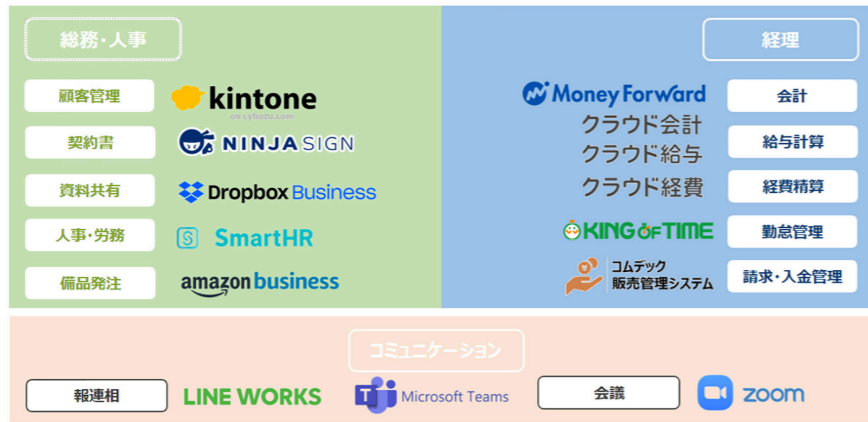 総務・人事
顧客管理
kintone
on cybozu.com
契約書
NINJA SIGN
資料共有
Dropbox Business
人事・労務
SmartHR
備品発注
amazon business
経理
Money Forward
会計
クラウド会計
クラウド給与
給与計算
クラウド経費
経費精算
KING OF TIME
勤怠管理
コムデック
販売管理システム
請求・入金管理
コミュニケーション
報連相
LINE WORKS
Microsoft Teams
会議
zoom